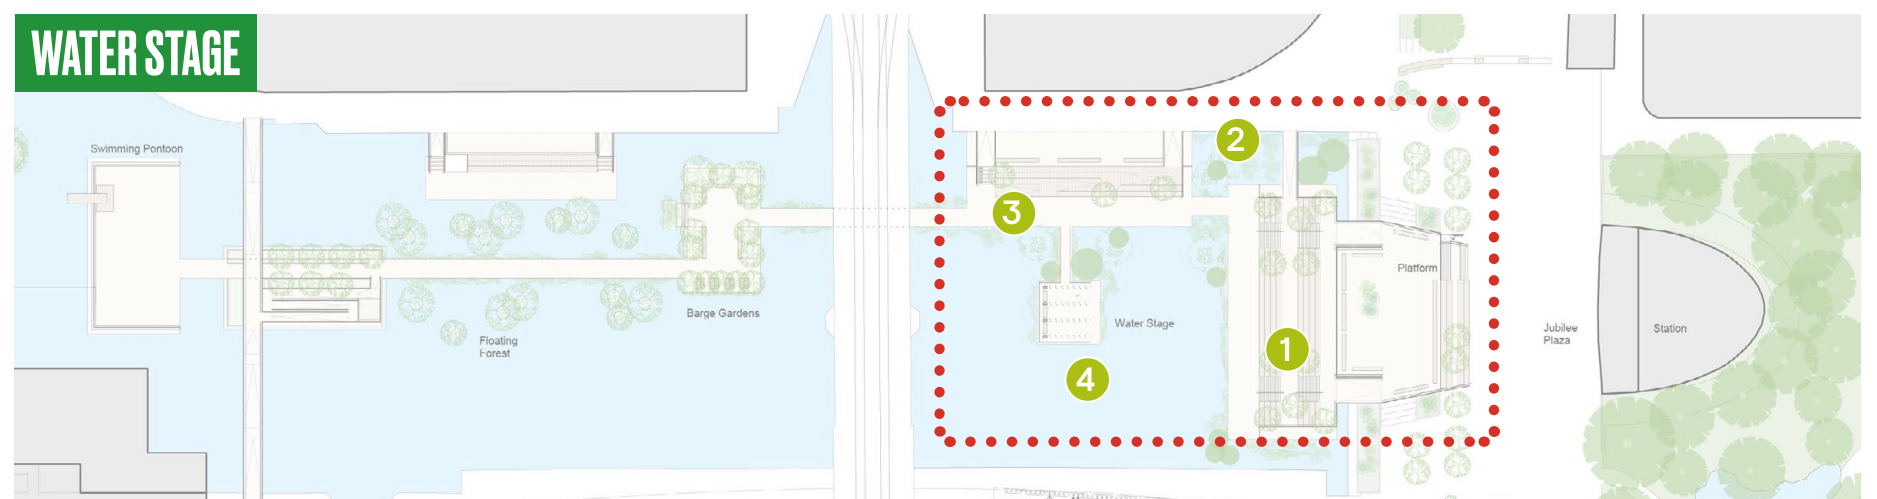 WATER STAGE
Swimming Pontoon
2
3
Platform
Barge Gardens
Water Stage
Floating
Forest
1
Jubilee
Plaza
Station
4